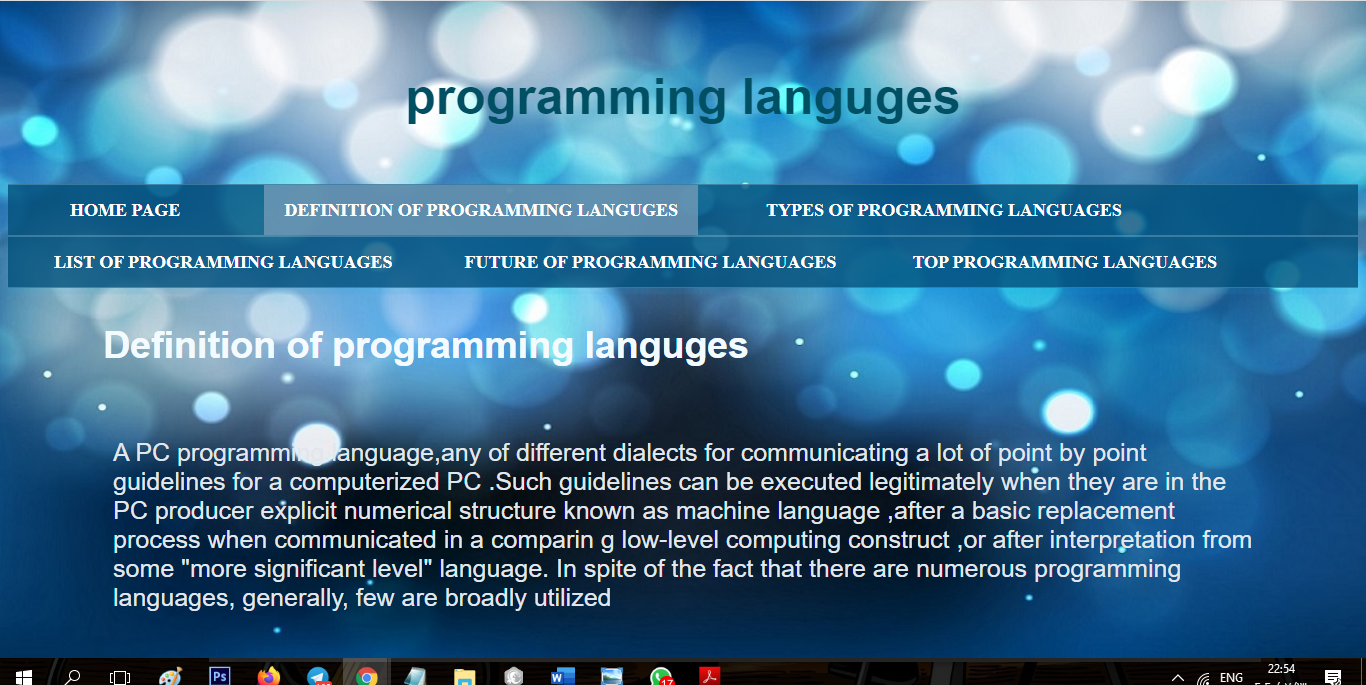 programming languges
HOME PAGE
DEFINITION OF PROGRAMMING LANGUGES
TYPES OF PROGRAMMING LANGUAGES
LIST OF PROGRAMMING LANGUAGES
FUTURE OF PROGRAMMING LANGUAGES
TOP PROGRAMMING LANGUAGES
Definition of programming languges
A PC programming language,any of different dialects for communicating a lot of point by point
guidelines for a computerized PC .Such guidelines can be executed legitimately when they are in the
PC producer explicit numerical structure known as machine language ,after a basic replacement
process when communicated in a comparin g low-level computing construct ,or after interpretation from
some "more significant level" language. In spite of the fact that there are numerous programming
languages, generally, few are broadly utilized
Ps
W
17
ENG
22:54